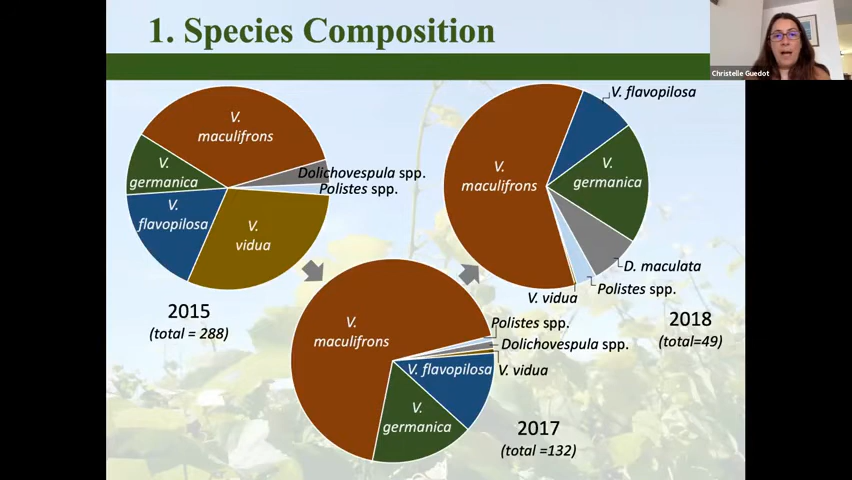 1. Species Composition
Christelle Guedot
V.
maculifrons
V.
germanica
V.
flavopilosa
V.
vidua
Dolichovespula spp.
Polistes spp.
2015
(total = 288)
V.
maculifrons
Polistes spp.
Dolichovespula spp.
V. vidua
V. flavopilosa
V.
germanica
2017
(total =132)
V. flavopilosa
V.
maculifrons
V.
germanica
D. maculata
Polistes spp.
V. vidua
2018
(total=49)